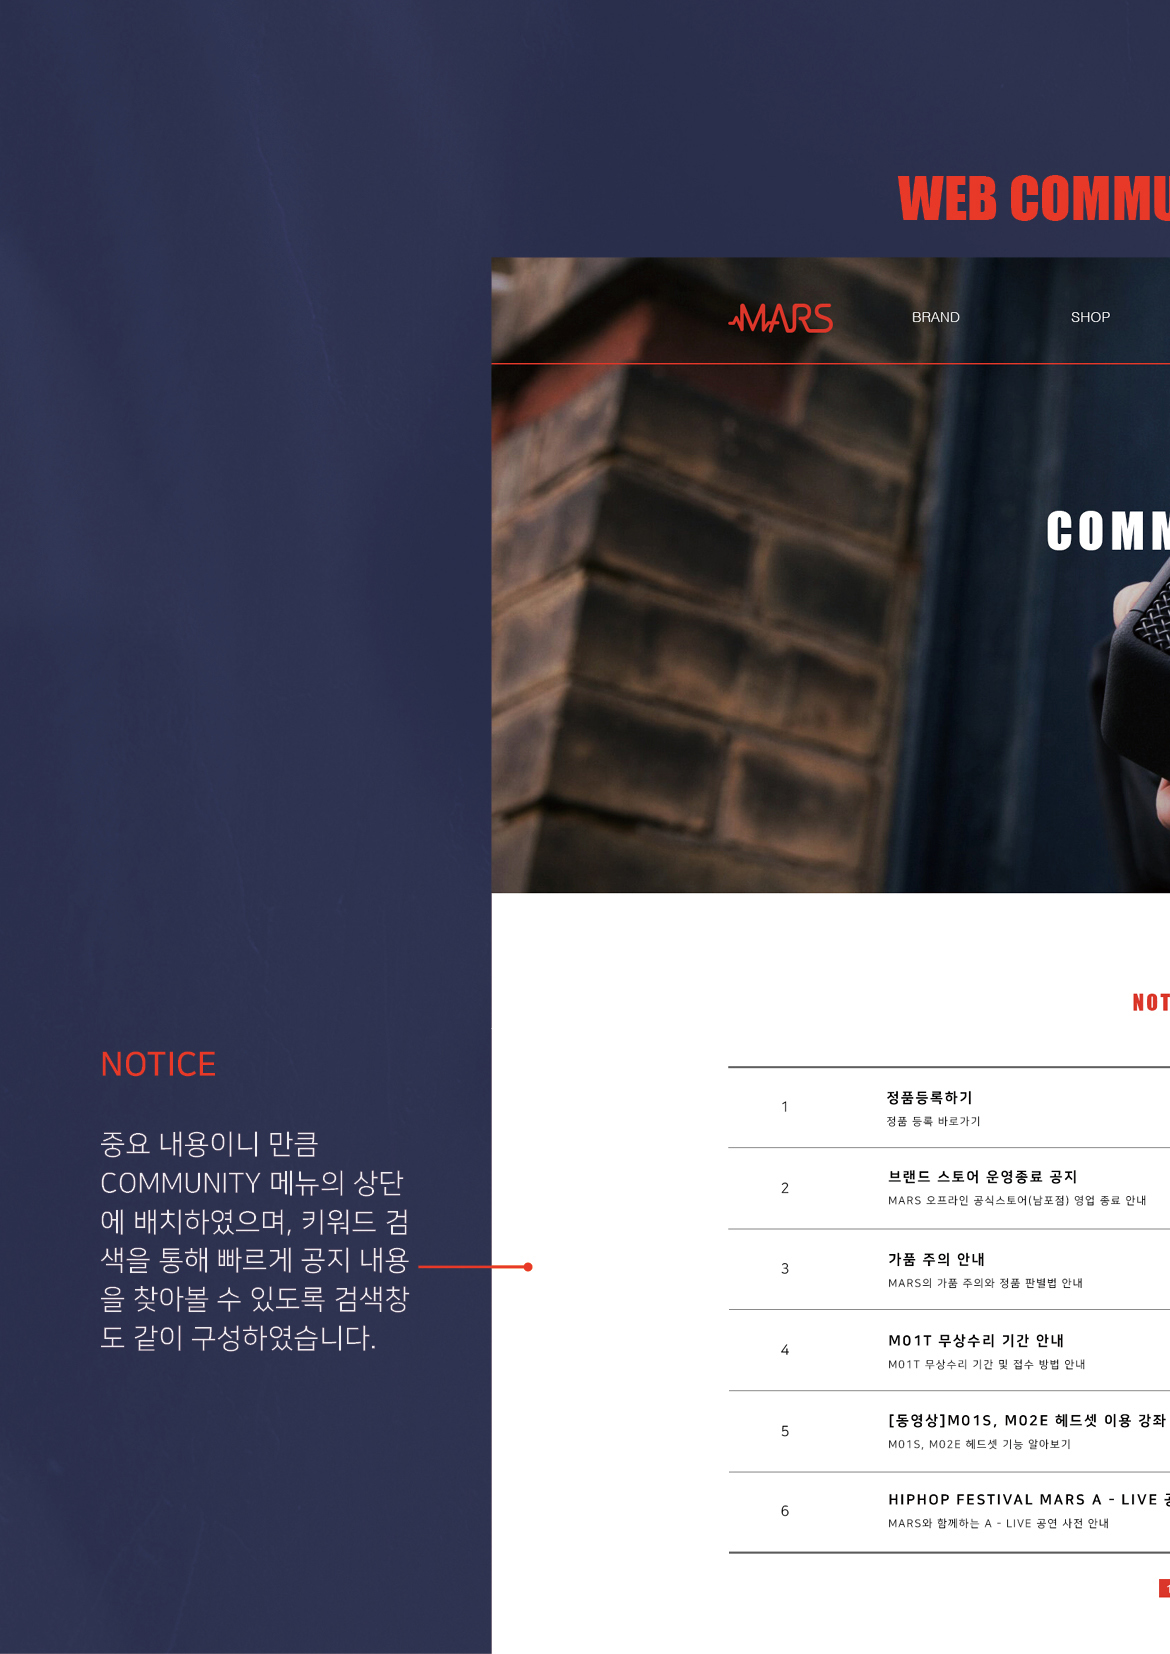 WEB COMMU
MARS
BRAND
SHOP
COMM
NOT
NOTICE
중요 내용이니 만큼
COMMUNITY 메뉴의 상단
에 배치하였으며, 키워드 검
색을 통해 빠르게 공지 내용
을 찾아볼 수 있도록 검색창
도 같이 구성하였습니다.
1
정품등록하기
정품 등록 바로가기
2
브랜드 스토어 운영종료 공지
MARS 오프라인 공식스토어(남포점) 영업 종료 안내
3
가품 주의 안내
MARS의 가품 주의와 정품 판별법 안내
4
M01T 무상수리 기간 안내
M01T 무상수리 기간 및 접수 방법 안내
5
[동영상]M01S, M02E 헤드셋 이용 강좌
M01S, M02E 헤드셋 기능 알아보기
6
HIPHOP FESTIVAL MARS A - LIVE
MARS와 함께하는 A - LIVE 공연 사전 안내